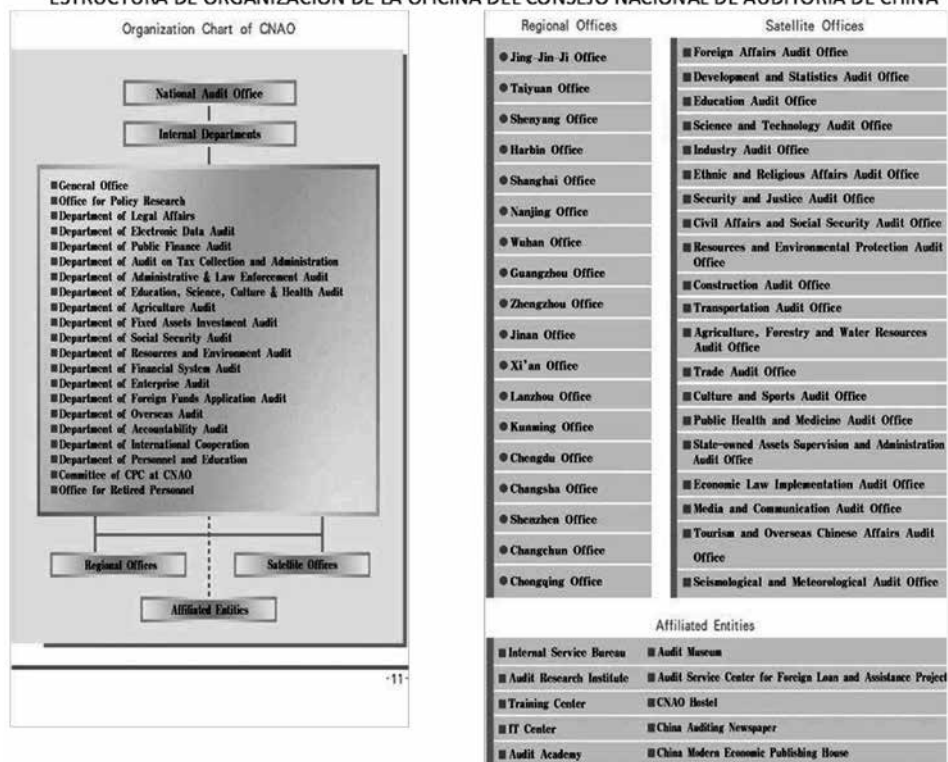 ESTRUCTURA DE ORGANIZACIÓN DE LA OFICINA DEL CONSEJO NACIONAL DE AUDITORÍA DE CHINA
Organization Chart of CNAO
National Audit Office
Internal Departments
General Office
Office for Policy Research
Department of Legal Affairs
Department of Electronic Data Audit
Department of Public Finance Audit
Department of Audit on Tax Collection and Administration
Department of Administrative & Law Enforcement Audit
Department of Education, Science, Culture & Health Audit
Department of Agriculture Audit
Department of Fixed Assets Investment Audit
Department of Social Security Audit
Department of Resources and Environment Audit
Department of Financial System Audit
Department of Enterprise Audit
Department of Foreign Funds Application Audit
Department of Overseas Audit
Department of Accountability Audit
Department of International Cooperation
Department of Personnel and Education
Committee of CPC at CNAO
Office for Retired Personnel
Regional Offices
Satellite Offices
Affiliated Entities
-11-
Regional Offices
Jing-Jin-Ji Office
Taiyuan Office
Shenyang Office
Harbin Office
Shanghai Office
Nanjing Office
Wuhan Office
Guangzhou Office
Zhengzhou Office
Jinan Office
Xi'an Office
Lanzhou Office
Kunming Office
Chengdu Office
Changsha Office
Shenzhen Office
Changchun Office
Chongqing Office
Satellite Offices
Foreign Affairs Audit Office
Development and Statistics Audit Office
Education Audit Office
Science and Technology Audit Office
Industry Audit Office
Ethnic and Religious Affairs Audit Office
Security and Justice Audit Office
Civil Affairs and Social Security Audit Office
Resources and Environmental Protection Audit
Office
Construction Audit Office
Transportation Audit Office
Agriculture, Forestry and Water Resources
Audit Office
Trade Audit Office
Culture and Sports Audit Office
Public Health and Medicine Audit Office
State-owned Assets Supervision and Administration
Audit Office
Economic Law Implementation Audit Office
Media and Communication Audit Office
Tourism and Overseas Chinese Affairs Audit
Office
Seismological and Meteorological Audit Office
Affiliated Entities
Internal Service Bureau
Audit Museum
Audit Research Institute
Audit Service Center for Foreign Loan and Assistance Project
Training Center
CNAO Hostel
IT Center
China Auditing Newspaper
Audit Academy
China Modern Economic Publishing House